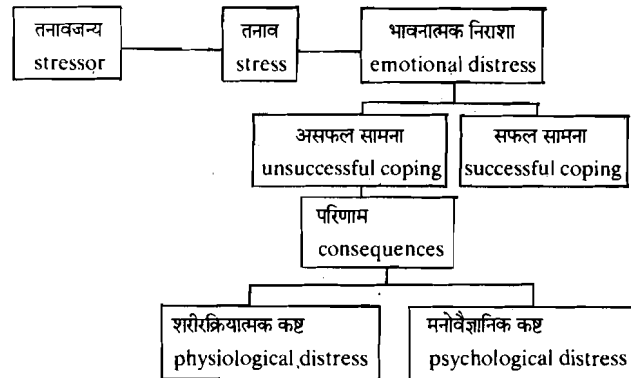 तनावजन्य
stressor
तनाव
stress
भावनात्मक निराशा
emotional distress
असफल सामना
unsuccessful coping
सफल सामना
successful coping
परिणाम
consequences
शरीरक्रियात्मक कष्ट
physiological distress
मनोवैज्ञानिक कष्ट
psychological distress